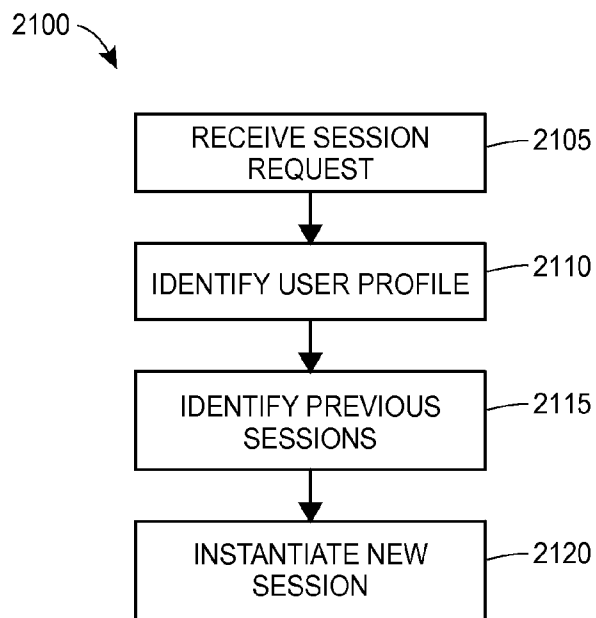 2100
RECEIVE SESSION
REQUEST
2105
IDENTIFY USER PROFILE
2110
IDENTIFY PREVIOUS
SESSIONS
2115
INSTANTIATE NEW
SESSION
2120